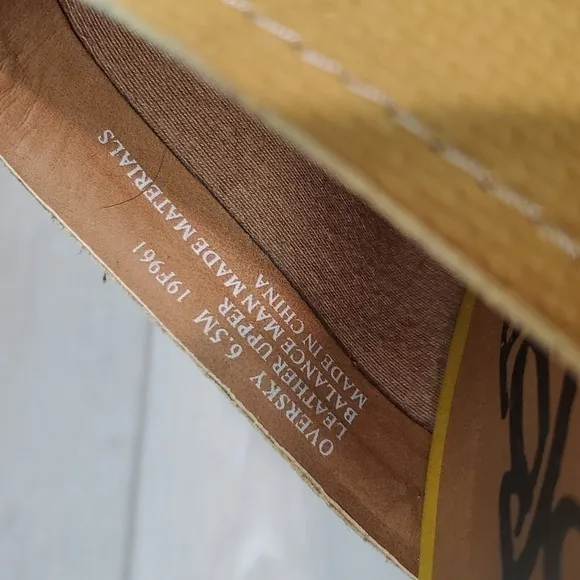 OVERSKY 6.5M 19F961
LEATHER UPPER
BALANCE MAN MADE MATERIALS
MADE IN CHINA